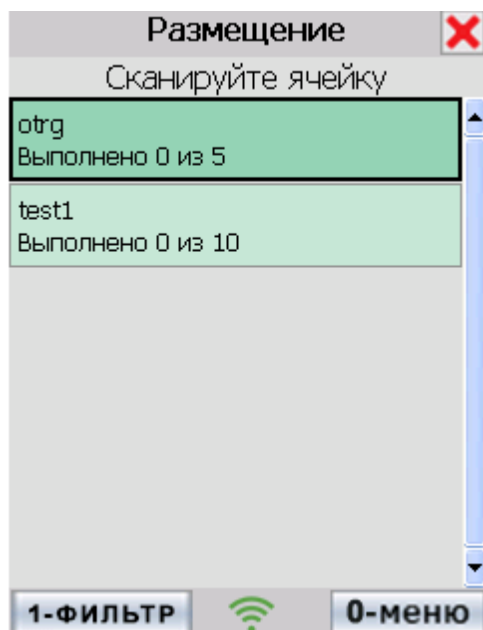 Размещение
Сканируйте ячейку
otrg
Выполнено 0 из 5
test1
Выполнено 0 из 10
1-ФИЛЬТР
0-меню